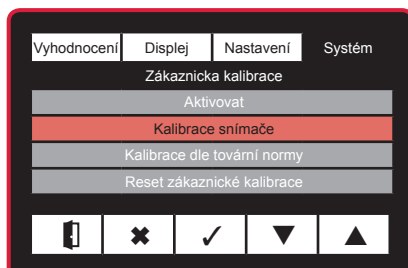 Vyhodnocení Displej Nastavení Systém
Zákaznicka kalibrace
Aktivovat
Kalibrace snímače
Kalibrace dle tovární normy
Reset zákaznické kalibrace